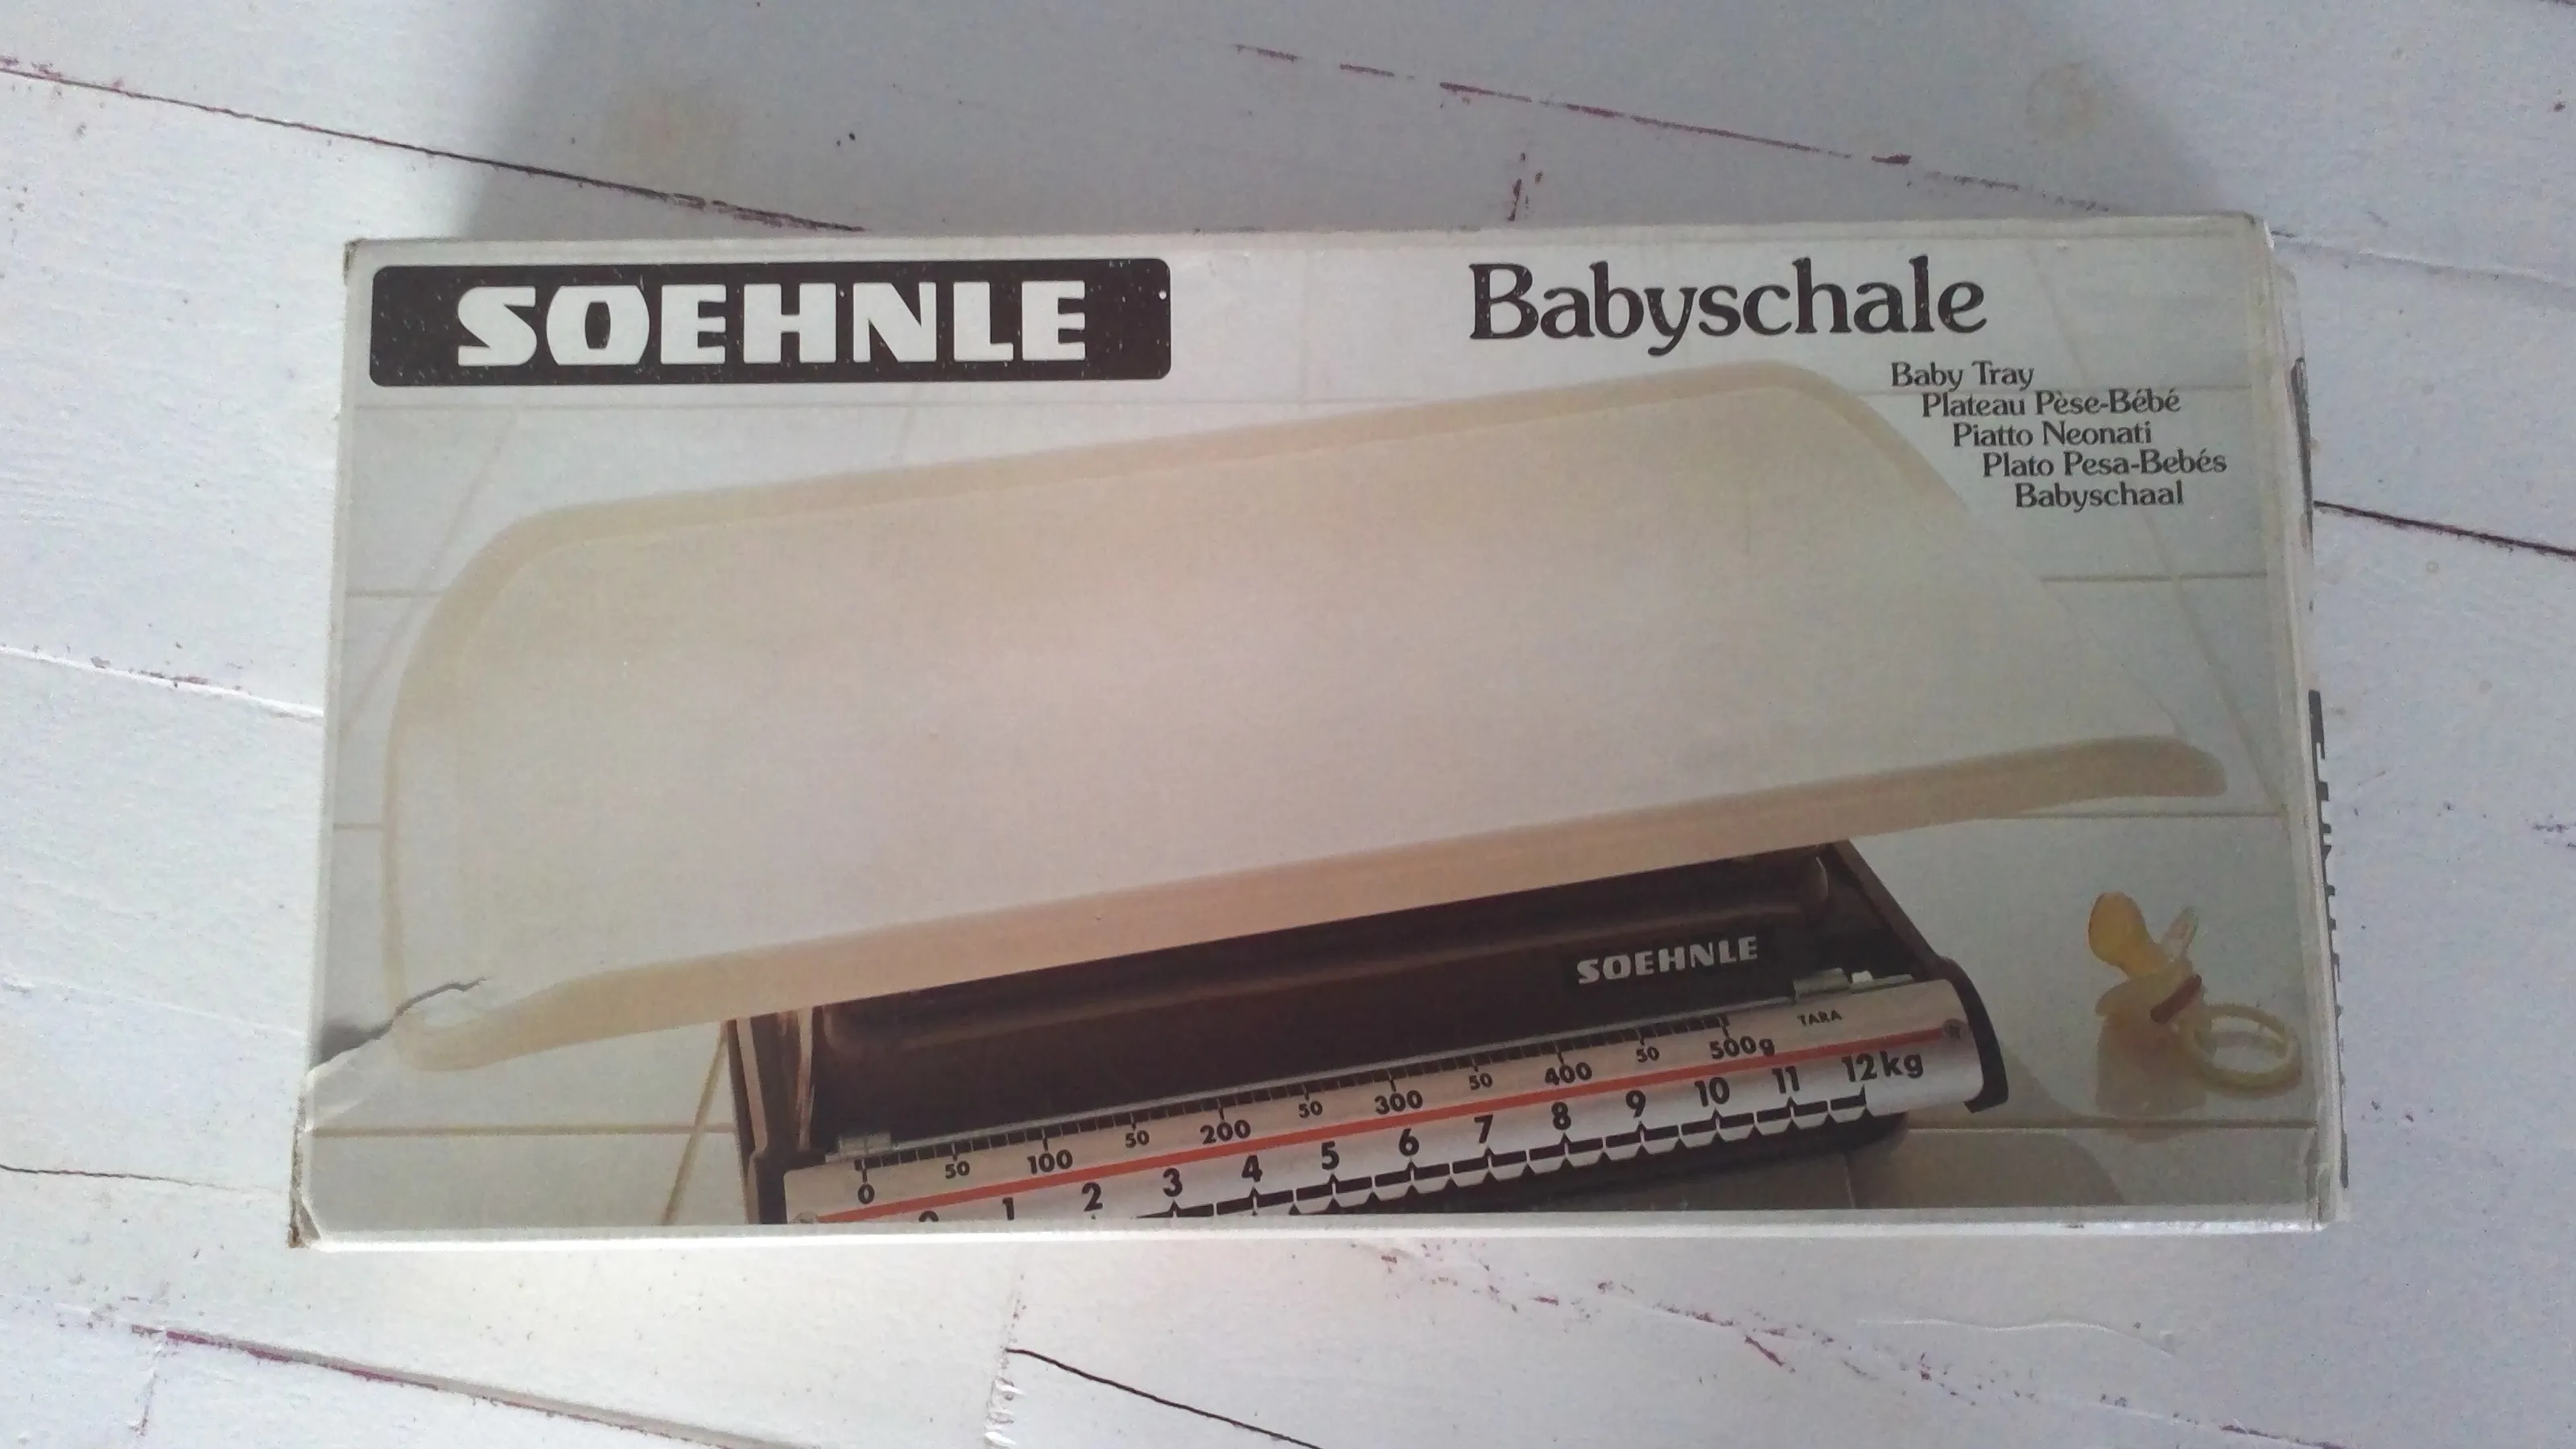 SOEHNLE
Babyschale
Baby Tray
Plateau Pèse-Bébé
Piatto Neonati
Plato Pesa-Bebés
Babyschaal
SOEHNLE
TARA
0 50 100 50 200 50 300 50 400 50 500g
0 1 2 3 4 5 6 7 8 9 10 11 12kg